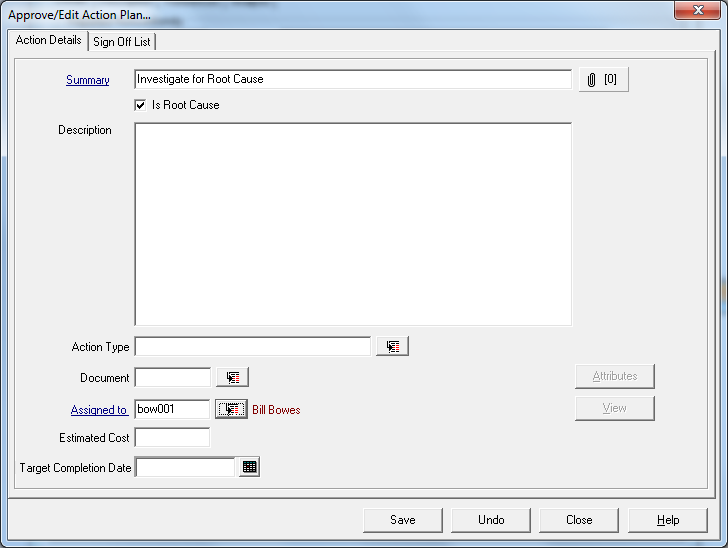 Approve/Edit Action Plan...
Action Details
Sign Off List
Summary
Investigate for Root Cause
[0]
Is Root Cause
Description
Action Type
Document
Attributes
Assigned to
bow001
Bill Bowes
View
Estimated Cost
Target Completion Date
Save
Undo
Close
Help